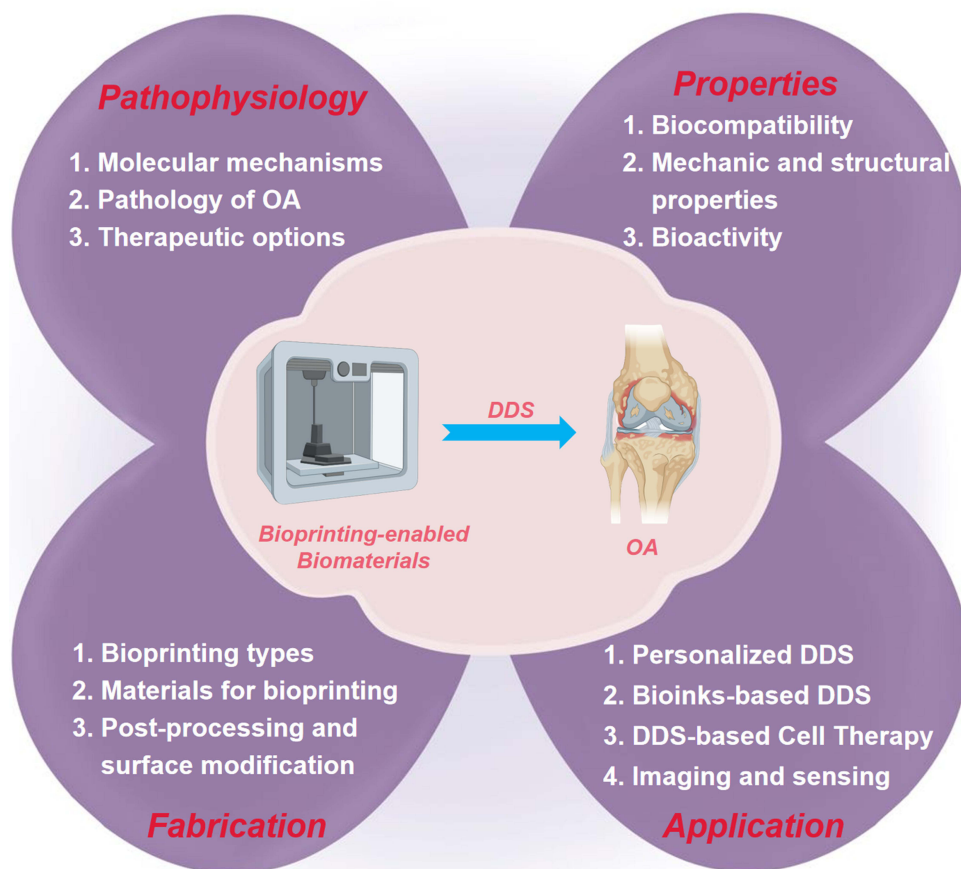 Pathophysiology
1. Molecular mechanisms
2. Pathology of OA
3. Therapeutic options
Properties
1. Biocompatibility
2. Mechanic and structural
properties
3. Bioactivity
DDS
Bioprinting-enabled
Biomaterials
OA
1. Bioprinting types
2. Materials for bioprinting
3. Post-processing and
surface modification
Fabrication
1. Personalized DDS
2. Bioinks-based DDS
3. DDS-based Cell Therapy
4. Imaging and sensing
Application